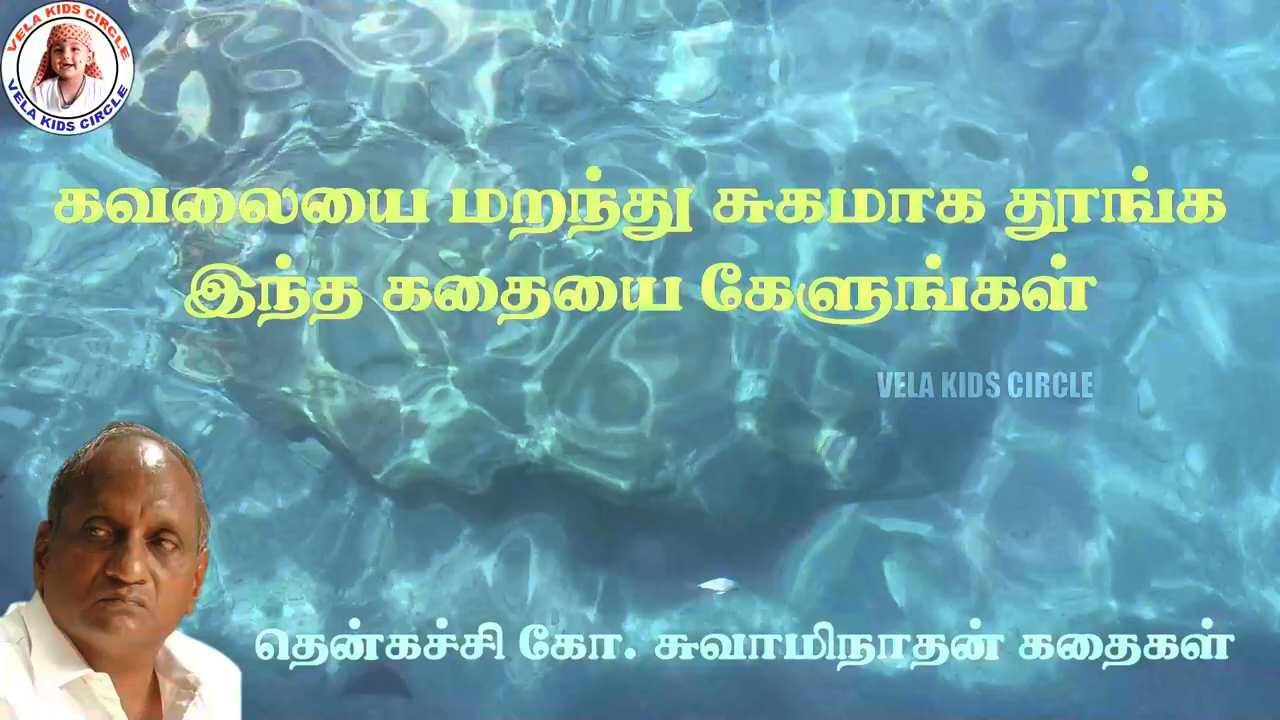 VELA KIDS CIRCLE
VELA KIDS CIRCLE
கவலையை மறந்து சுகமாக தூங்க
இந்த கதையை கேளுங்கள்
VELA KIDS CIRCLE
தென்கச்சி கோ. சுவாமிநாதன் கதைகள்